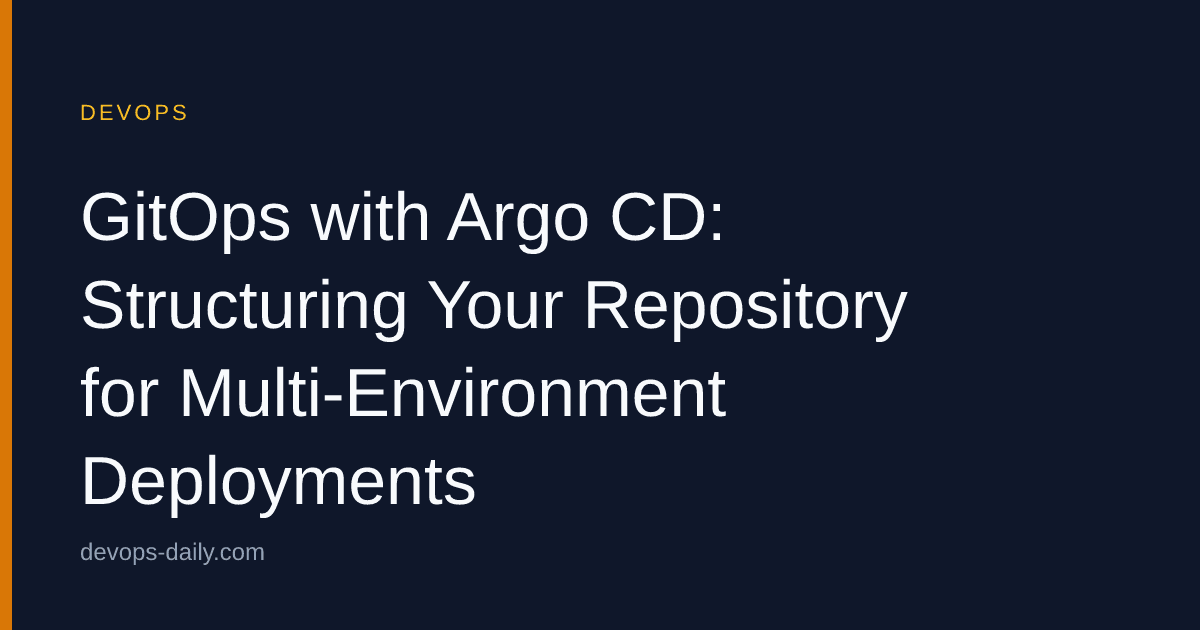 DEVOPS
GitOps with Argo CD:
Structuring Your Repository
for Multi-Environment
Deployments
devops-daily.com